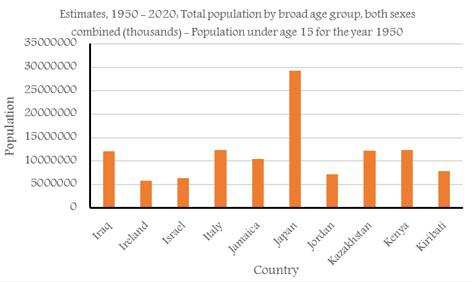 Estimates, 1950 - 2020: Total population by broad age group, both sexes
combined (thousands) - Population under age 15 for the year 1950
35000000
30000000
25000000
20000000
15000000
10000000
5000000
0
Population
Iraq
Ireland
Israel
Italy
Jamaica
Japan
Jordan
Kazakhstan
Kenya
Kiribati
Country